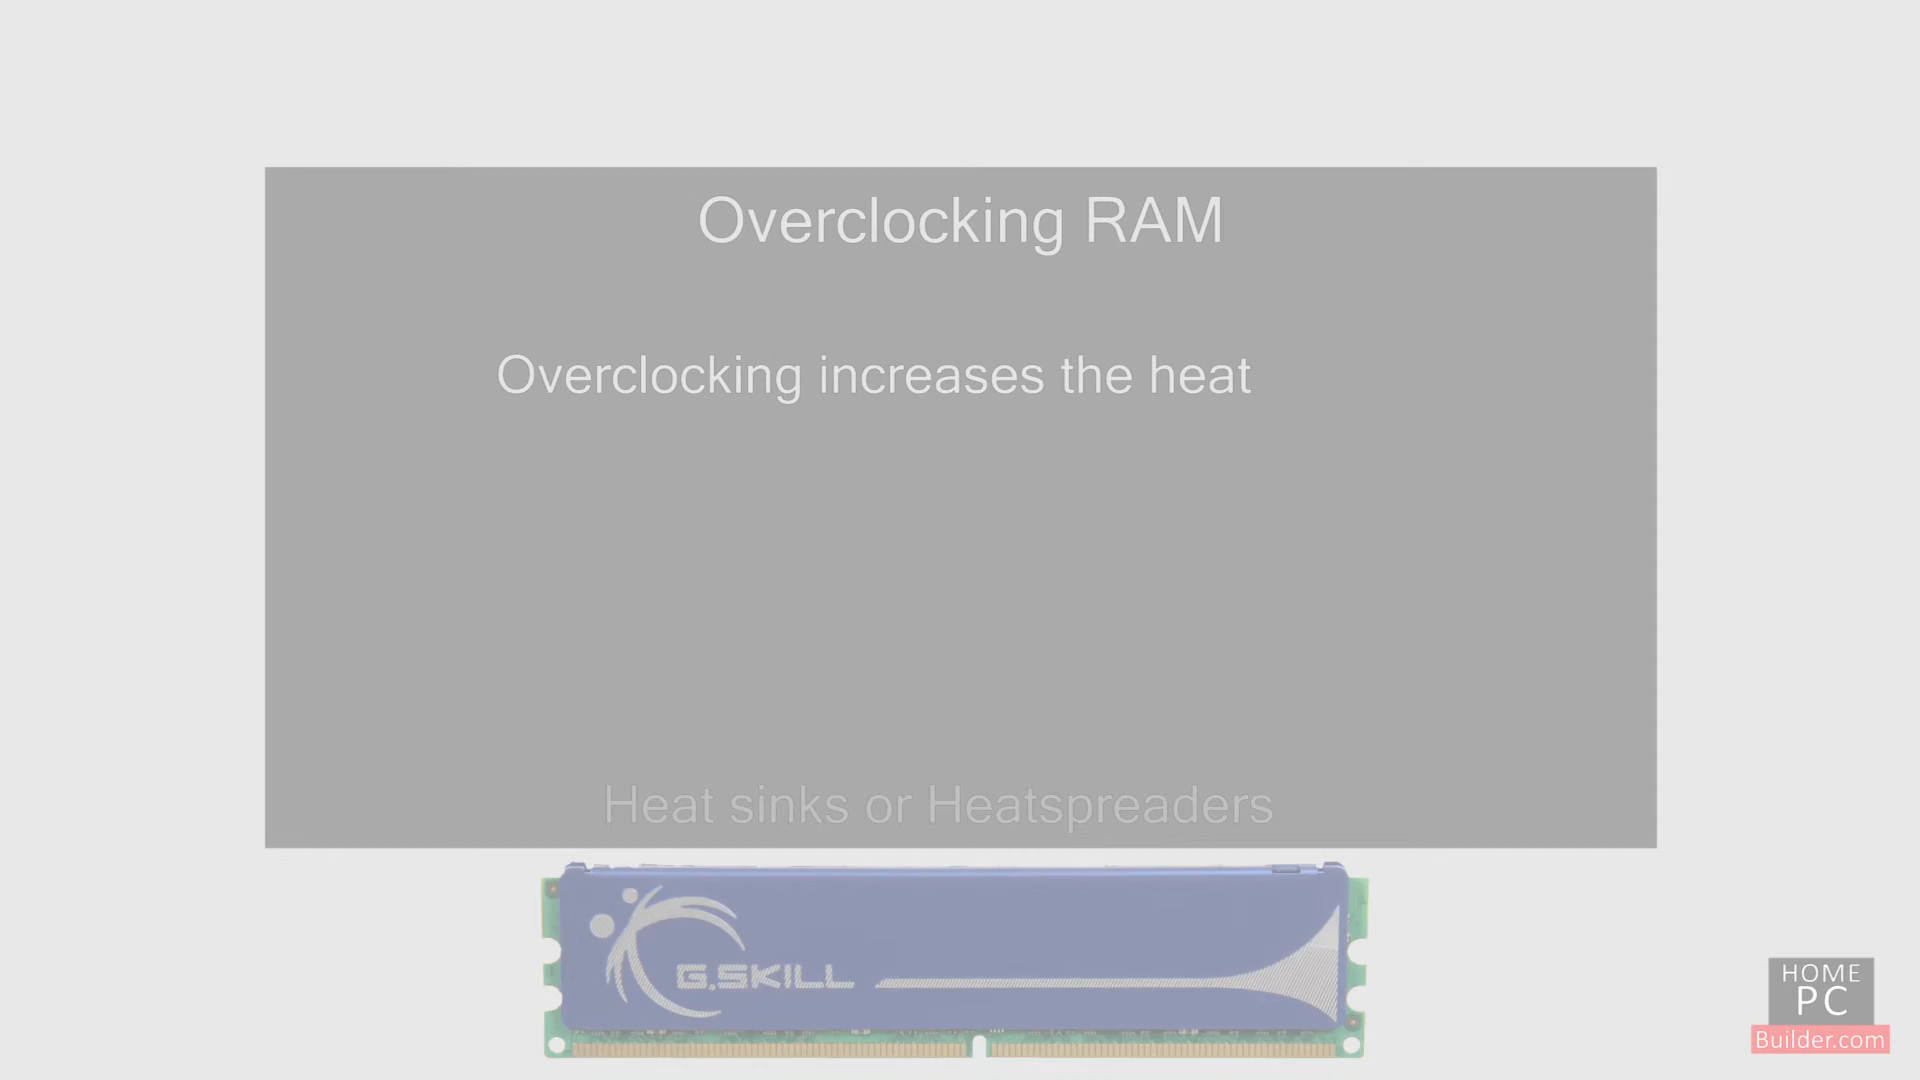 Overclocking RAM
Overclocking increases the heat
Heat sinks or Heatspreaders
G.SKILL
HOME
PC
Builder.com